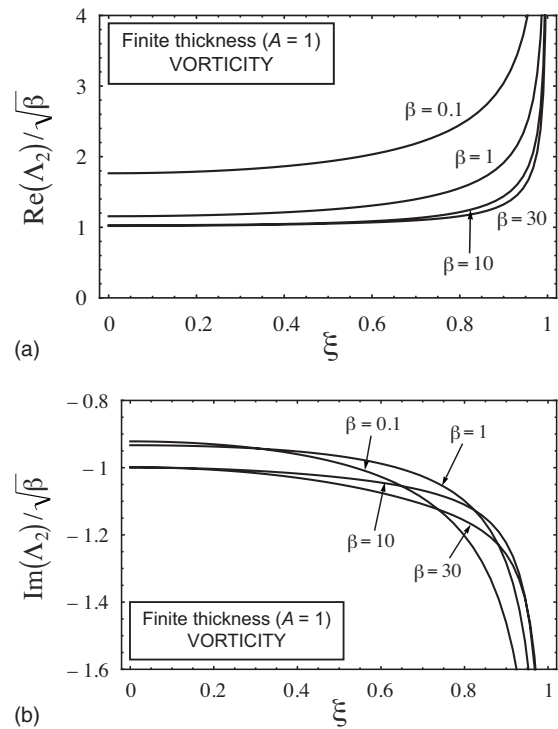 4
Finite thickness (A = 1)
VORTICITY
3
β = 0.1
Re(Λ₂)/√β
2
β = 1
1
β = 30
β = 10
0
0 0.2 0.4 0.6 0.8 1
(a)
ξ
− 0.8
β = 0.1
β = 1
− 1
Im(Λ₂)/√β
− 1.2
β = 10
β = 30
− 1.4
Finite thickness (A = 1)
VORTICITY
− 1.6
0 0.2 0.4 0.6 0.8 1
(b)
ξ